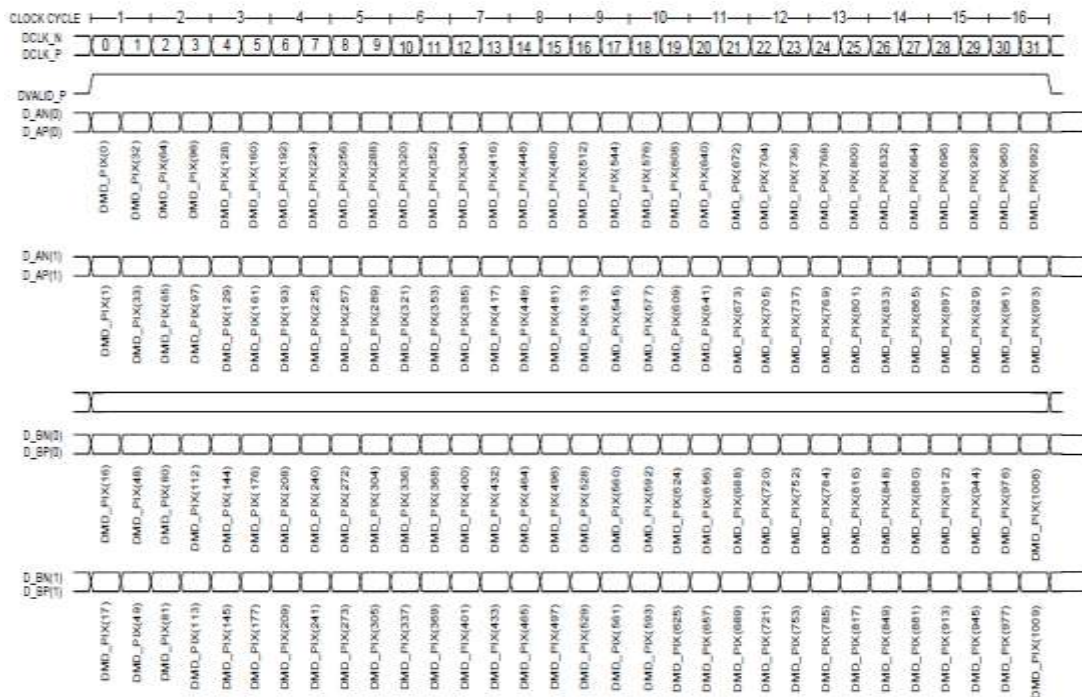 CLOCK CYCLE 1 2 3 4 5 6 7 8 9 10 11 12 13 14 15 16
DCLK_N
DCLK_P
0 1 2 3 4 5 6 7 8 9 10 11 12 13 14 15 16 17 18 19 20 21 22 23 24 25 26 27 28 29 30 31
DVALID_P
D_AN(0)
D_AP(0)
DMD_PIX(0)
DMD_PIX(32)
DMD_PIX(64)
DMD_PIX(96)
DMD_PIX(128)
DMD_PIX(160)
DMD_PIX(192)
DMD_PIX(224)
DMD_PIX(256)
DMD_PIX(288)
DMD_PIX(320)
DMD_PIX(352)
DMD_PIX(384)
DMD_PIX(416)
DMD_PIX(448)
DMD_PIX(480)
DMD_PIX(512)
DMD_PIX(544)
DMD_PIX(576)
DMD_PIX(608)
DMD_PIX(640)
DMD_PIX(672)
DMD_PIX(704)
DMD_PIX(736)
DMD_PIX(768)
DMD_PIX(800)
DMD_PIX(832)
DMD_PIX(864)
DMD_PIX(896)
DMD_PIX(928)
DMD_PIX(960)
DMD_PIX(992)
D_AN(1)
D_AP(1)
DMD_PIX(1)
DMD_PIX(33)
DMD_PIX(65)
DMD_PIX(97)
DMD_PIX(129)
DMD_PIX(161)
DMD_PIX(193)
DMD_PIX(225)
DMD_PIX(257)
DMD_PIX(289)
DMD_PIX(321)
DMD_PIX(353)
DMD_PIX(385)
DMD_PIX(417)
DMD_PIX(449)
DMD_PIX(481)
DMD_PIX(513)
DMD_PIX(545)
DMD_PIX(577)
DMD_PIX(609)
DMD_PIX(641)
DMD_PIX(673)
DMD_PIX(705)
DMD_PIX(737)
DMD_PIX(769)
DMD_PIX(801)
DMD_PIX(833)
DMD_PIX(865)
DMD_PIX(897)
DMD_PIX(929)
DMD_PIX(961)
DMD_PIX(993)
D_BN(0)
D_BP(0)
DMD_PIX(16)
DMD_PIX(48)
DMD_PIX(80)
DMD_PIX(112)
DMD_PIX(144)
DMD_PIX(176)
DMD_PIX(208)
DMD_PIX(240)
DMD_PIX(272)
DMD_PIX(304)
DMD_PIX(336)
DMD_PIX(368)
DMD_PIX(400)
DMD_PIX(432)
DMD_PIX(464)
DMD_PIX(496)
DMD_PIX(528)
DMD_PIX(560)
DMD_PIX(592)
DMD_PIX(624)
DMD_PIX(656)
DMD_PIX(688)
DMD_PIX(720)
DMD_PIX(752)
DMD_PIX(784)
DMD_PIX(816)
DMD_PIX(848)
DMD_PIX(880)
DMD_PIX(912)
DMD_PIX(944)
DMD_PIX(976)
DMD_PIX(1008)
D_BN(1)
D_BP(1)
DMD_PIX(17)
DMD_PIX(49)
DMD_PIX(81)
DMD_PIX(113)
DMD_PIX(145)
DMD_PIX(177)
DMD_PIX(209)
DMD_PIX(241)
DMD_PIX(273)
DMD_PIX(305)
DMD_PIX(337)
DMD_PIX(369)
DMD_PIX(401)
DMD_PIX(433)
DMD_PIX(465)
DMD_PIX(497)
DMD_PIX(529)
DMD_PIX(561)
DMD_PIX(593)
DMD_PIX(625)
DMD_PIX(657)
DMD_PIX(689)
DMD_PIX(721)
DMD_PIX(753)
DMD_PIX(785)
DMD_PIX(817)
DMD_PIX(849)
DMD_PIX(881)
DMD_PIX(913)
DMD_PIX(945)
DMD_PIX(977)
DMD_PIX(1009)